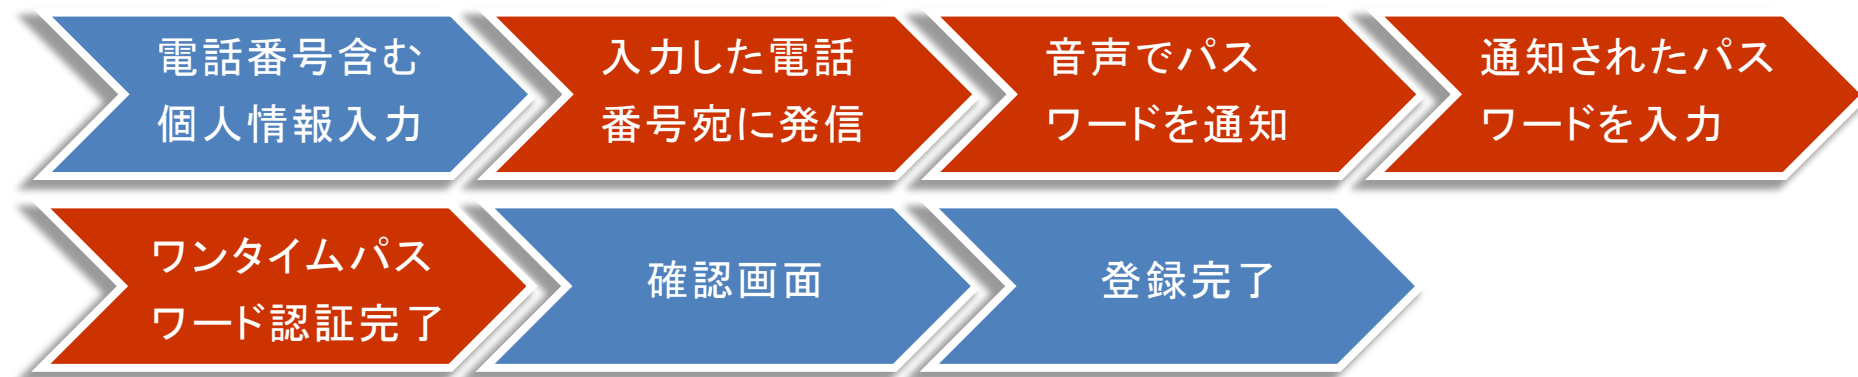 電話番号含む
個人情報入力
入力した電話
番号宛に発信
音声でパス
ワードを通知
通知されたパス
ワードを入力
ワンタイムパス
ワード認証完了
確認画面
登録完了